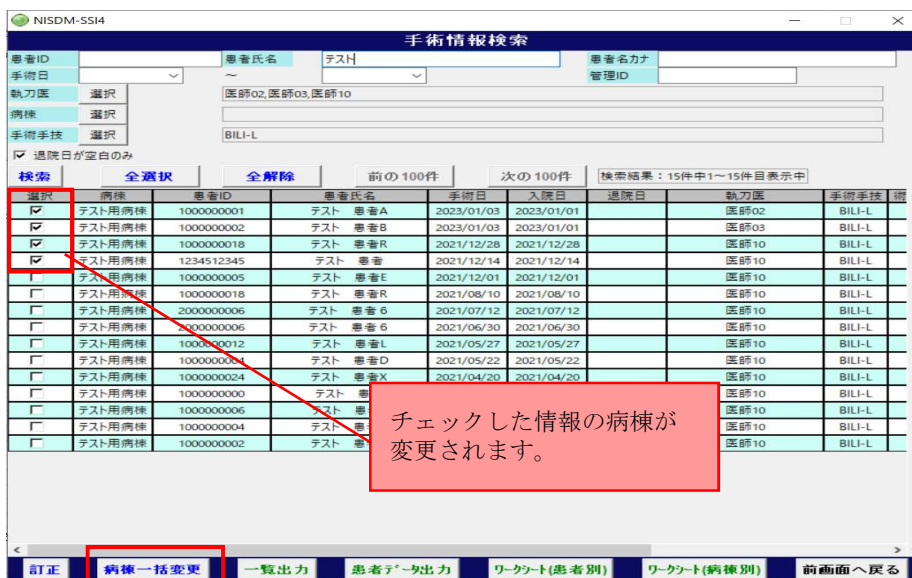 NISDM-SSI4
手術情報検索
患者ID 患者氏名 テスト 患者名カナ
手術日 ～ 管理ID
執刀医 選択 医師02,医師03,医師10
病棟 選択
手術手技 選択 BILI-L
退院日が空白のみ
検索 全選択 全解除 前の100件 次の100件 検索結果：15件中1～15件目表示中
選択 病棟 患者ID 患者氏名 手術日 入院日 退院日 執刀医 手術手技 術
テスト用病棟 1000000001 テスト 患者A 2023/01/03 2023/01/01 医師02 BILI-L
テスト用病棟 1000000002 テスト 患者B 2023/01/03 2023/01/01 医師03 BILI-L
テスト用病棟 1000000018 テスト 患者R 2021/12/28 2021/12/28 医師10 BILI-L
テスト用病棟 1234512345 テスト 患者 2021/12/14 2021/12/14 医師10 BILI-L
テスト用病棟 1000000005 テスト 患者E 2021/12/01 2021/12/01 医師10 BILI-L
テスト用病棟 1000000018 テスト 患者R 2021/08/10 2021/08/10 医師10 BILI-L
テスト用病棟 2000000006 テスト 患者6 2021/07/12 2021/07/12 医師10 BILI-L
テスト用病棟 2000000006 テスト 患者6 2021/06/30 2021/06/30 医師10 BILI-L
テスト用病棟 1000000012 テスト 患者L 2021/05/27 2021/05/27 医師10 BILI-L
テスト用病棟 1000000004 テスト 患者D 2021/05/22 2021/05/22 医師10 BILI-L
テスト用病棟 1000000024 テスト 患者X 2021/04/20 2021/04/20 医師10 BILI-L
テスト用病棟 1000000000 テスト 患 医師10 BILI-L
テスト用病棟 1000000006 テスト 患 医師10 BILI-L
テスト用病棟 1000000004 テスト 患 医師10 BILI-L
テスト用病棟 1000000002 テスト 患 医師10 BILI-L
チェックした情報の病棟が
変更されます。
訂正 病棟一括変更 一覧出力 患者ﾃﾞｰﾀ出力 ﾜｰｸｼｰﾄ(患者別) ﾜｰｸｼｰﾄ(病棟別) 前画面へ戻る